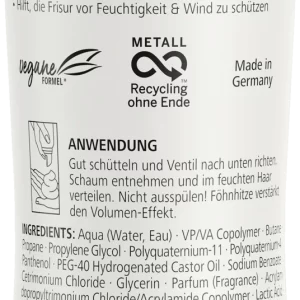 • Hilft, die Frisur vor Feuchtigkeit & Wind zu schützen
vegane
FORMEL*
METALL
Recycling
ohne Ende
TM
Made in
Germany
ANWENDUNG
Gut schütteln und Ventil nach unten richten.
Schaum entnehmen und im feuchten Haar
verteilen. Nicht ausspülen! Föhnhitze verstärkt
den Volumen-Effekt.
INGREDIENTS: Aqua (Water, Eau) · VP/VA Copolymer · Butane
Propane · Propylene Glycol · Polyquaternium-11 · Polyquaternium-4
Panthenol · PEG-40 Hydrogenated Castor Oil · Sodium Benzoate
Cetrimonium Chloride · Glycerin · Parfum (Fragrance) ·
Chloride/Acrylamide Copolymer · Lactic Acid